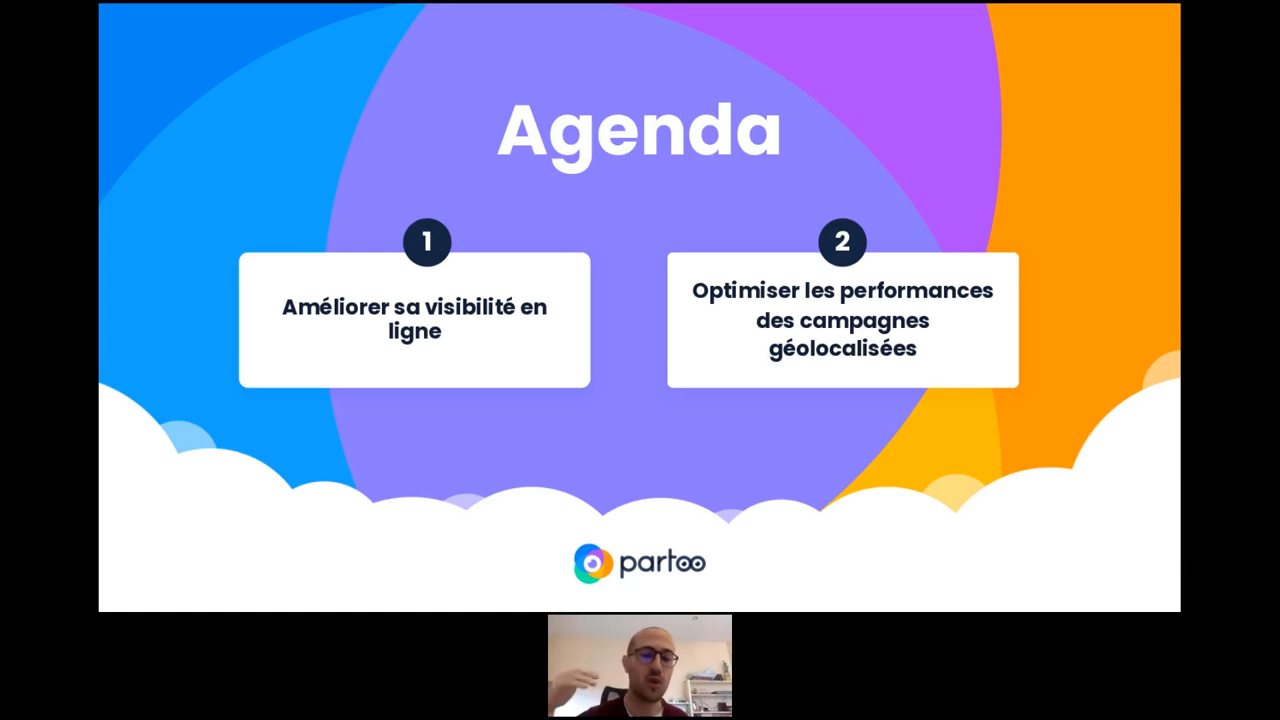 Agenda
1
Améliorer sa visibilité en
ligne
2
Optimiser les performances
des campagnes
géolocalisées
partoo